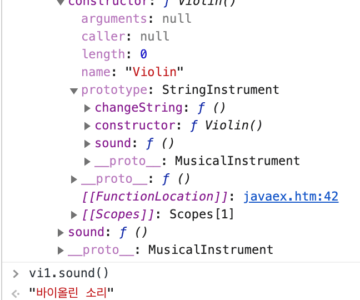 ▼constructor: ƒ Violin()
arguments: null
caller: null
length: 0
name: "Violin"
▼prototype: StringInstrument
▶changeString: ƒ ()
▶constructor: ƒ Violin()
▶sound: ƒ ()
▶__proto__: MusicalInstrument
▶__proto__: ƒ ()
[[FunctionLocation]]: javaex.htm:42
▶[[Scopes]]: Scopes[1]
▶sound: ƒ ()
▶__proto__: MusicalInstrument
> vi1.sound()
"바이올린 소리"